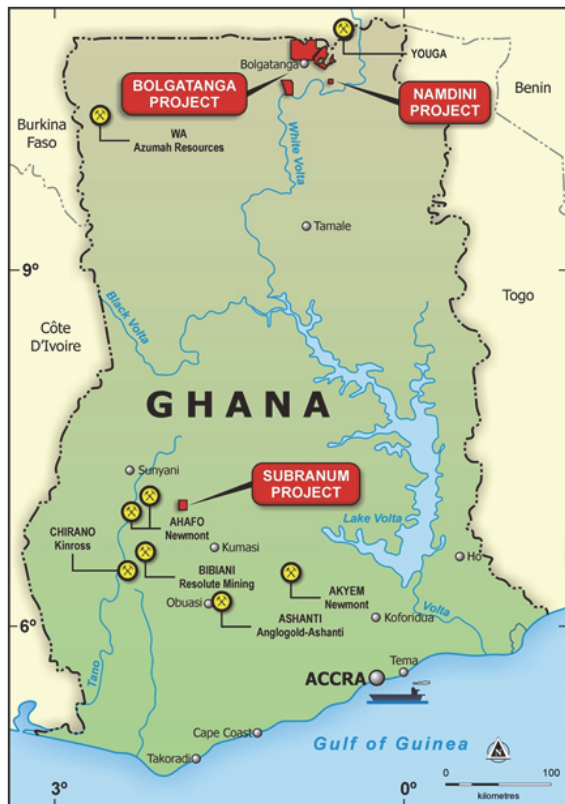 YOUGA
Bolgatanga
BOLGATANGA
PROJECT
NAMDINI
PROJECT
Benin
Burkina
Faso
WA
Azumah Resources
White Volta
Tamale
9°
Togo
Black Volta
Côte
D'Ivoire
GHANA
Sunyani
SUBRANUM
PROJECT
AHAFO
Newmont
Lake Volta
CHIRANO
Kinross
Kumasi
Ho
BIBIANI
Resolute Mining
AKYEM
Newmont
Obuasi
ASHANTI
Anglogold-Ashanti
Koforidua
Volta
6°
Tano
ACCRA
Tema
Cape Coast
Gulf of Guinea
N
Takoradi
0 100
kilometres
3° 0°